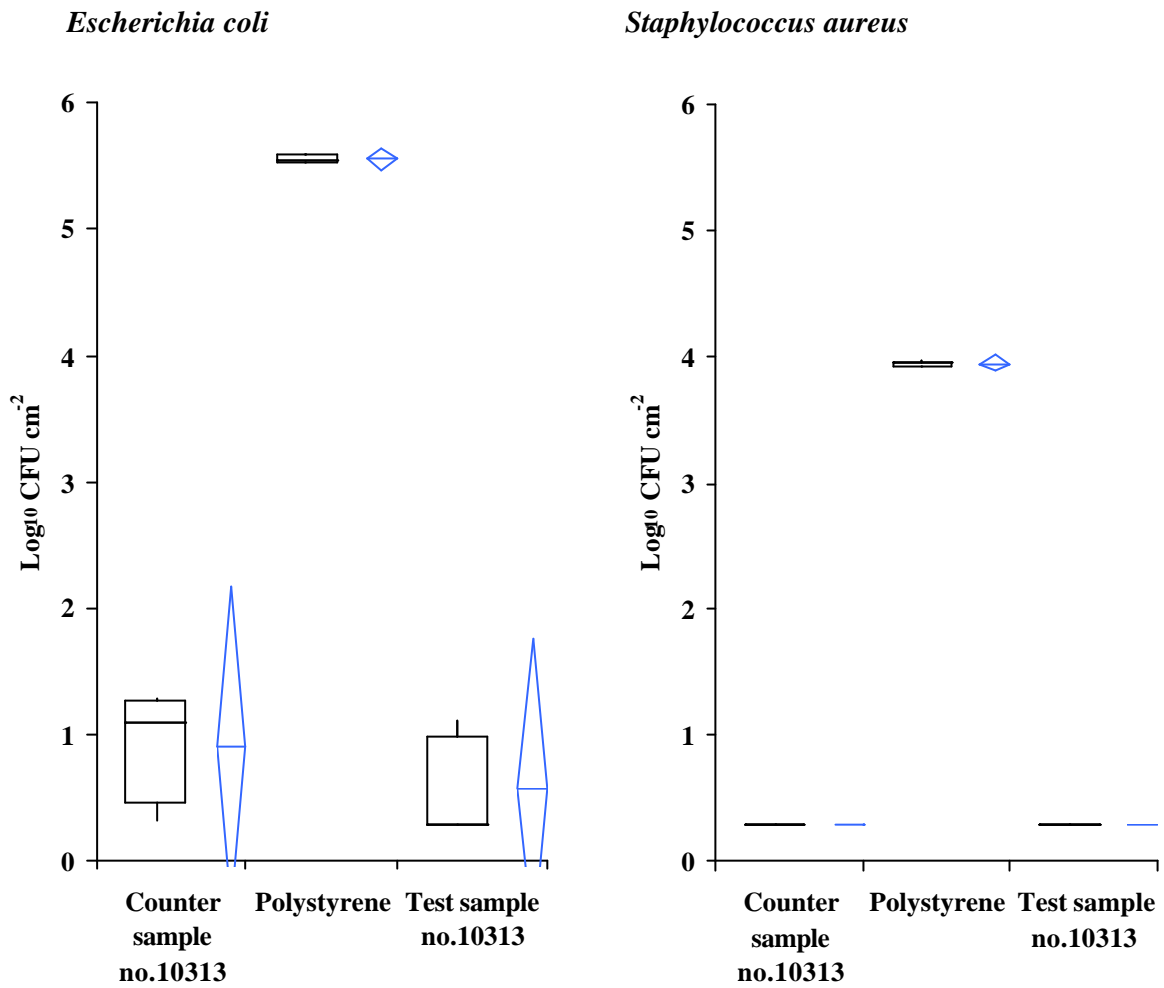 Escherichia coli
Log10 CFU cm-2
6
5
4
3
2
1
0
Counter
sample
no.10313
Polystyrene
Test sample
no.10313
Staphylococcus aureus
Log10 CFU cm-2
6
5
4
3
2
1
0
Counter
sample
no.10313
Polystyrene
Test sample
no.10313